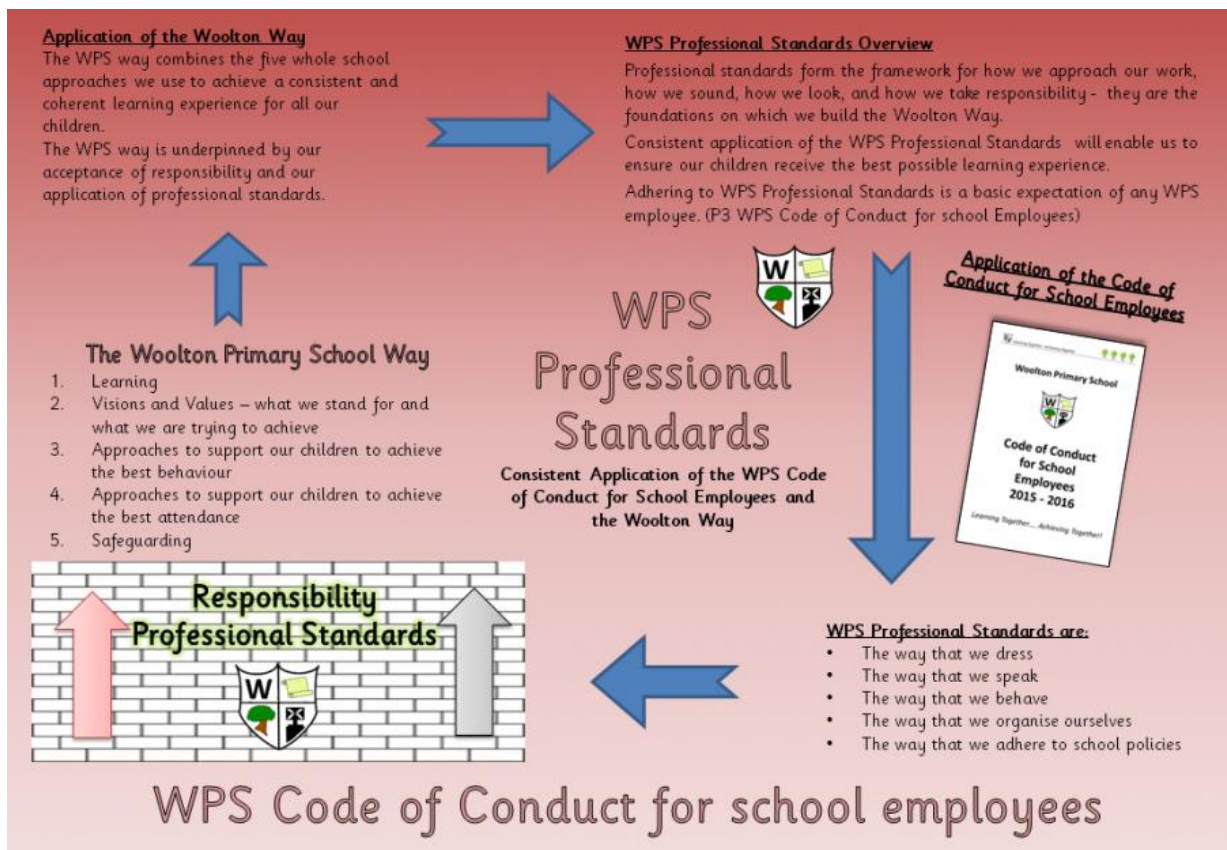 Application of the Woolton Way
The WPS way combines the five whole school
approaches we use to achieve a consistent and
coherent learning experience for all our
children.
The WPS way is underpinned by our
acceptance of responsibility and our
application of professional standards.
WPS Professional Standards Overview
Professional standards form the framework for how we approach our work,
how we sound, how we look, and how we take responsibility - they are the
foundations on which we build the Woolton Way.
Consistent application of the WPS Professional Standards will enable us to
ensure our children receive the best possible learning experience.
Adhering to WPS Professional Standards is a basic expectation of any WPS
employee. (P3 WPS Code of Conduct for school Employees)
W
WPS
Professional
Standards
Consistent Application of the WPS Code
of Conduct for School Employees and
the Woolton Way
Application of the Code of
Conduct for School Employees
Woolton Primary School
W
Code of Conduct
for School
Employees
2015 - 2016
Learning Together... Achieving Together!
The Woolton Primary School Way
1. Learning
2. Visions and Values – what we stand for and
what we are trying to achieve
3. Approaches to support our children to achieve
the best behaviour
4. Approaches to support our children to achieve
the best attendance
5. Safeguarding
Responsibility
Professional Standards
W
WPS Professional Standards are:
• The way that we dress
• The way that we speak
• The way that we behave
• The way that we organise ourselves
• The way that we adhere to school policies
WPS Code of Conduct for school employees